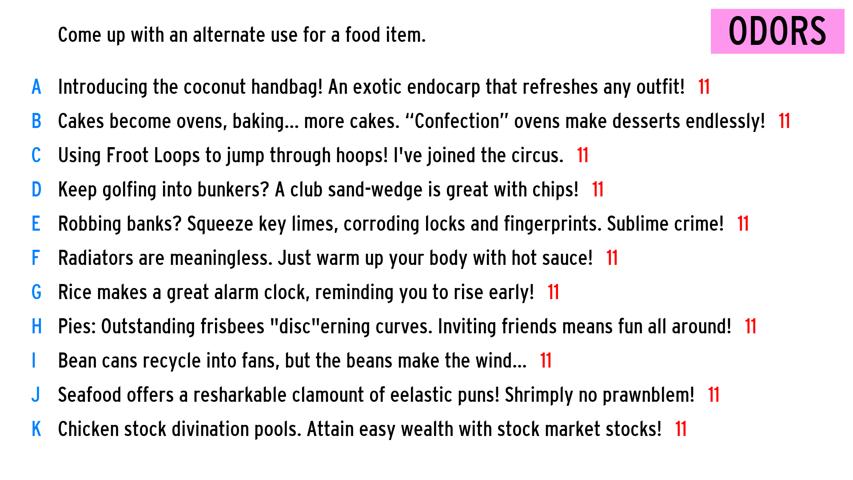 Come up with an alternate use for a food item.
ODORS
A Introducing the coconut handbag! An exotic endocarp that refreshes any outfit! 11
B Cakes become ovens, baking... more cakes. “Confection” ovens make desserts endlessly! 11
C Using Froot Loops to jump through hoops! I've joined the circus. 11
D Keep golfing into bunkers? A club sand-wedge is great with chips! 11
E Robbing banks? Squeeze key limes, corroding locks and fingerprints. Sublime crime! 11
F Radiators are meaningless. Just warm up your body with hot sauce! 11
G Rice makes a great alarm clock, reminding you to rise early! 11
H Pies: Outstanding frisbees "disc"erning curves. Inviting friends means fun all around! 11
I Bean cans recycle into fans, but the beans make the wind... 11
J Seafood offers a resharkable clamount of eelastic puns! Shrimply no prawnblem! 11
K Chicken stock divination pools. Attain easy wealth with stock market stocks! 11